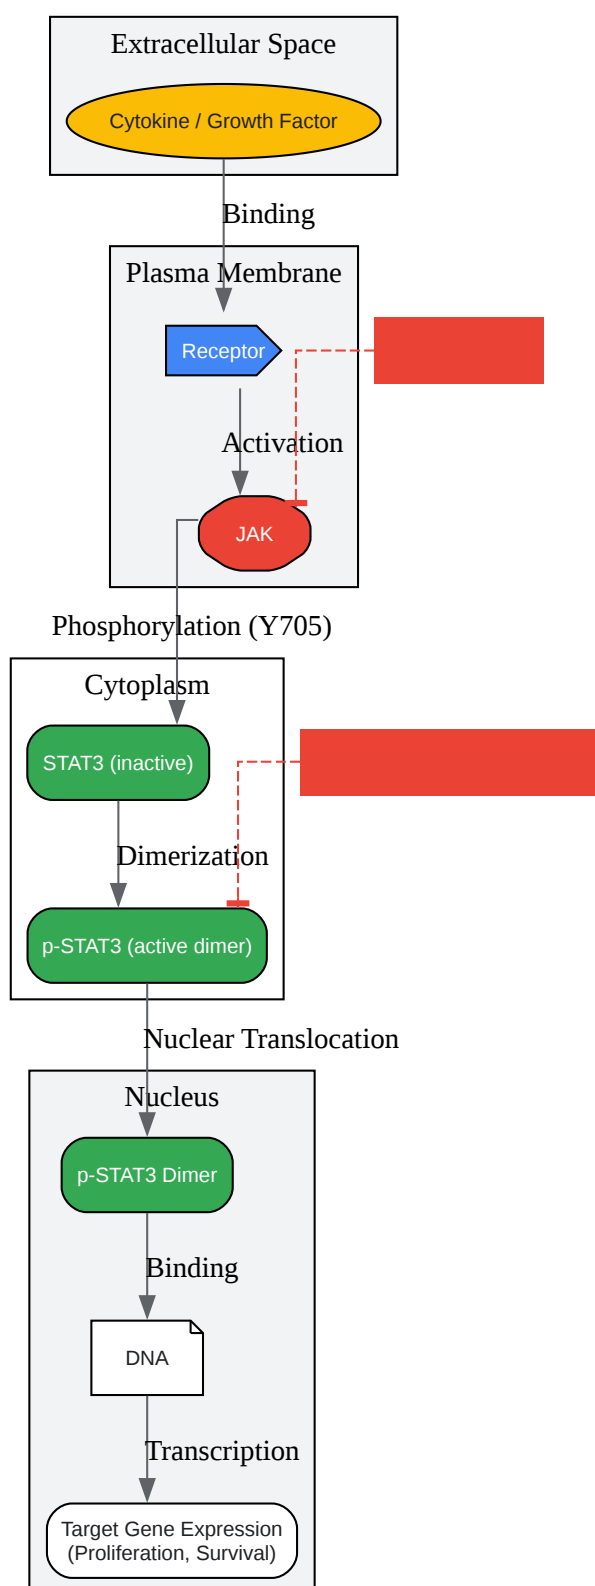 Extracellular Space
Cytokine / Growth Factor
Binding
Plasma Membrane
Receptor
Activation
JAK
Phosphorylation (Y705)
Cytoplasm
STAT3 (inactive)
Dimerization
p-STAT3 (active dimer)
Nuclear Translocation
Nucleus
p-STAT3 Dimer
Binding
DNA
Transcription
Target Gene Expression
(Proliferation, Survival)